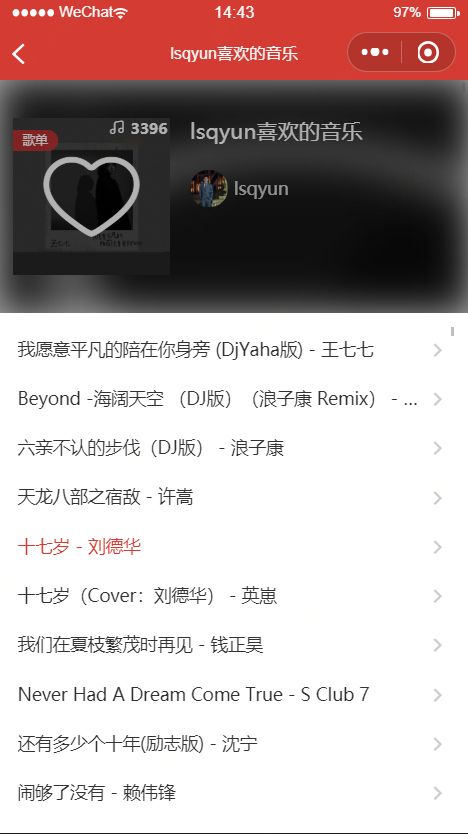 WeChat 14:43 97%
lsqyun喜欢的音乐
歌单 3396
lsqyun喜欢的音乐
lsqyun
我愿意平凡的陪在你身旁 (DjYaha版) - 王七七
Beyond -海阔天空 （DJ版）（浪子康 Remix） - ...
六亲不认的步伐（DJ版） - 浪子康
天龙八部之宿敌 - 许嵩
十七岁 - 刘德华
十七岁（Cover：刘德华） - 英崽
我们在夏枝繁茂时再见 - 钱正昊
Never Had A Dream Come True - S Club 7
还有多少个十年(励志版) - 沈宁
闹够了没有 - 赖伟锋